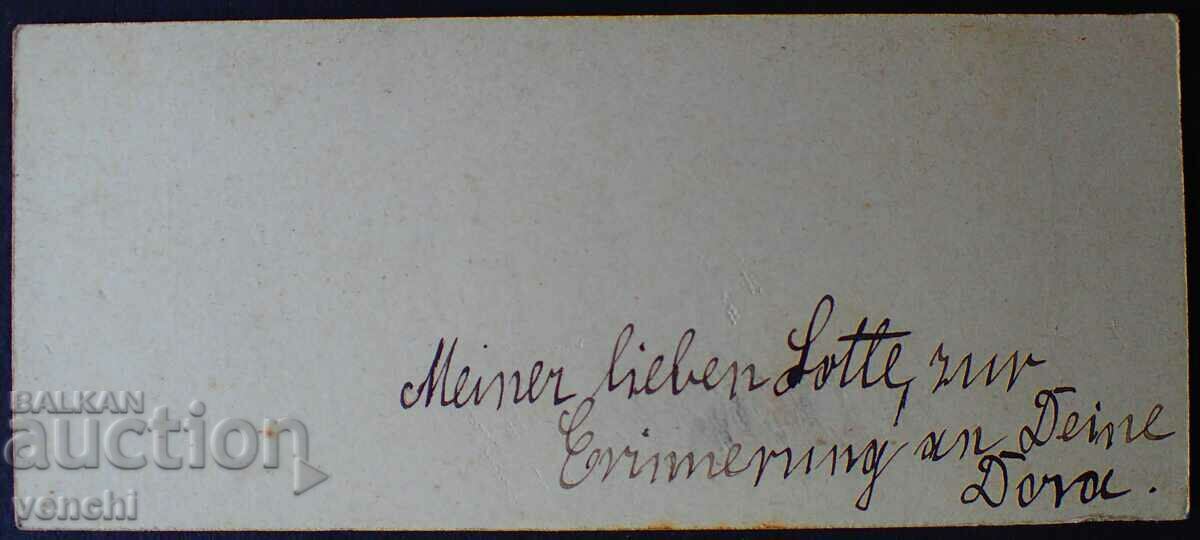 Meiner lieben Lotte, zur
Erinnerung an Deine
Dora.
BALKAN
auction
venchi